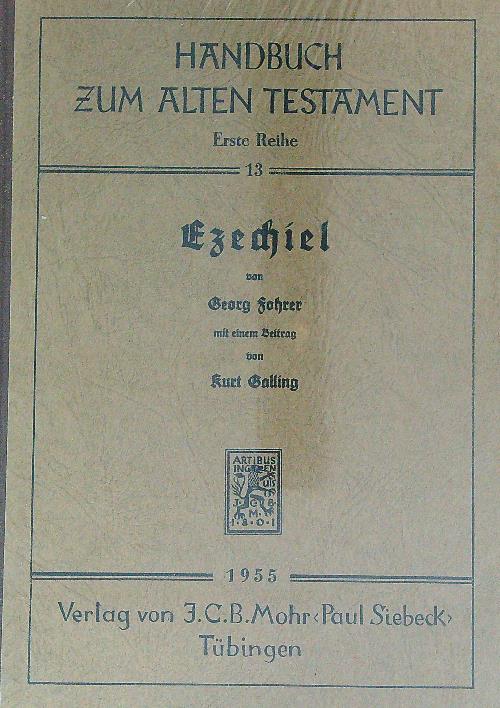 HANDBUCH
ZUM ALTEN TESTAMENT
Erste Reihe
13
Ezechiel
von
Georg Fohrer
mit einem Beitrag
von
Kurt Galling
ARTIBUS
J C B
M
1801
1955
Verlag von J.C.B.Mohr ‹Paul Siebeck›
Tübingen